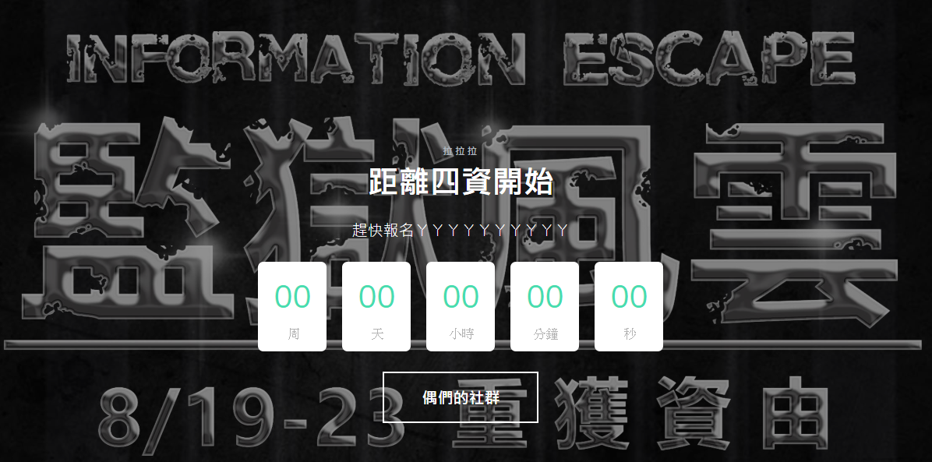 INFORMATION ESCAPE
監獄風雲
拉拉拉
距離四資開始
趕快報名ㄚㄚㄚㄚㄚㄚㄚㄚㄚㄚ
00 00 00 00 00
周 天 小時 分鐘 秒
8/19-23 重獲資由
偶們的社群